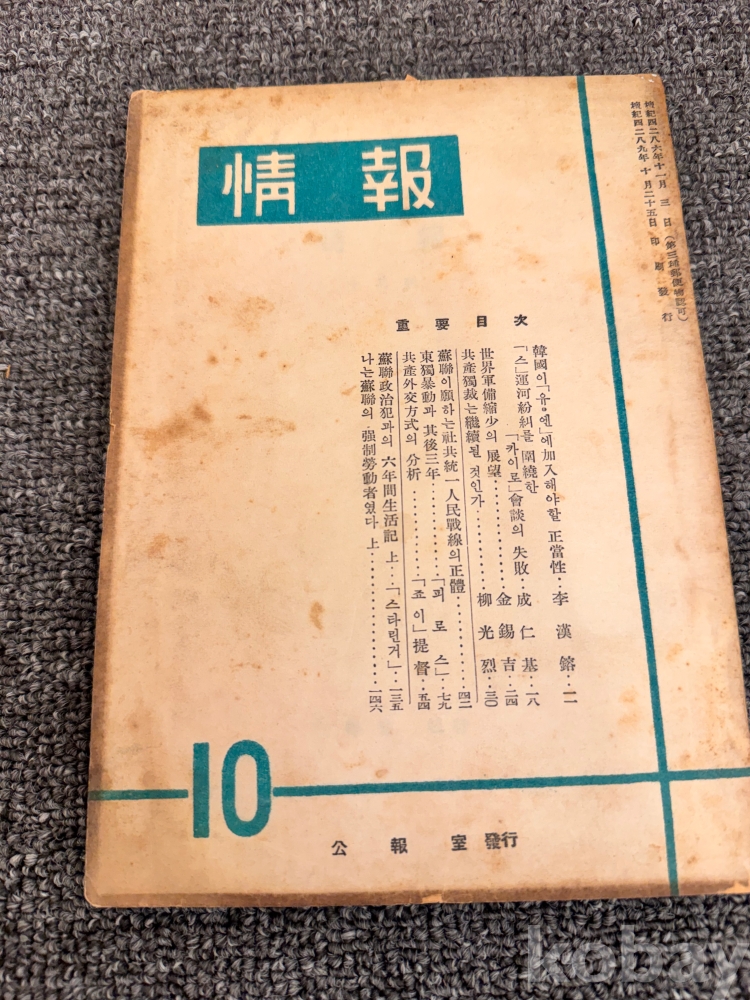 情報
檀紀四二八六年十一月 三 日(第三種郵便物認可)
檀紀四二八九年 十 月二十五日 印 刷 發 行
重 要 目 次
韓國이「유·엔」에加入해야할 正當性‥李 漢 鎔‥一一
「스」運河紛糾를 圍繞한
「카이로」會談의 失敗‥成 仁 基‥一八
世界軍備縮少의 展望‥‥‥‥‥‥金 錫 吉‥二四
共產獨裁는繼續될 것인가‥‥‥‥柳 光 烈‥三〇
蘇聯이願하는社共統一人民戰線의正體‥‥‥‥四二
東獨暴動과 其後三年‥‥‥‥「괴 로 스」‥七九
共產外交方式의 分析‥‥‥‥「죠 이」提督‥五四
蘇聯政治犯과의 六年間生活記 上‥「스타린거」‥一三五
나는蘇聯의 强制勞動者였다 上‥‥‥‥‥‥一四六
10
公 報 室 發行
kobay